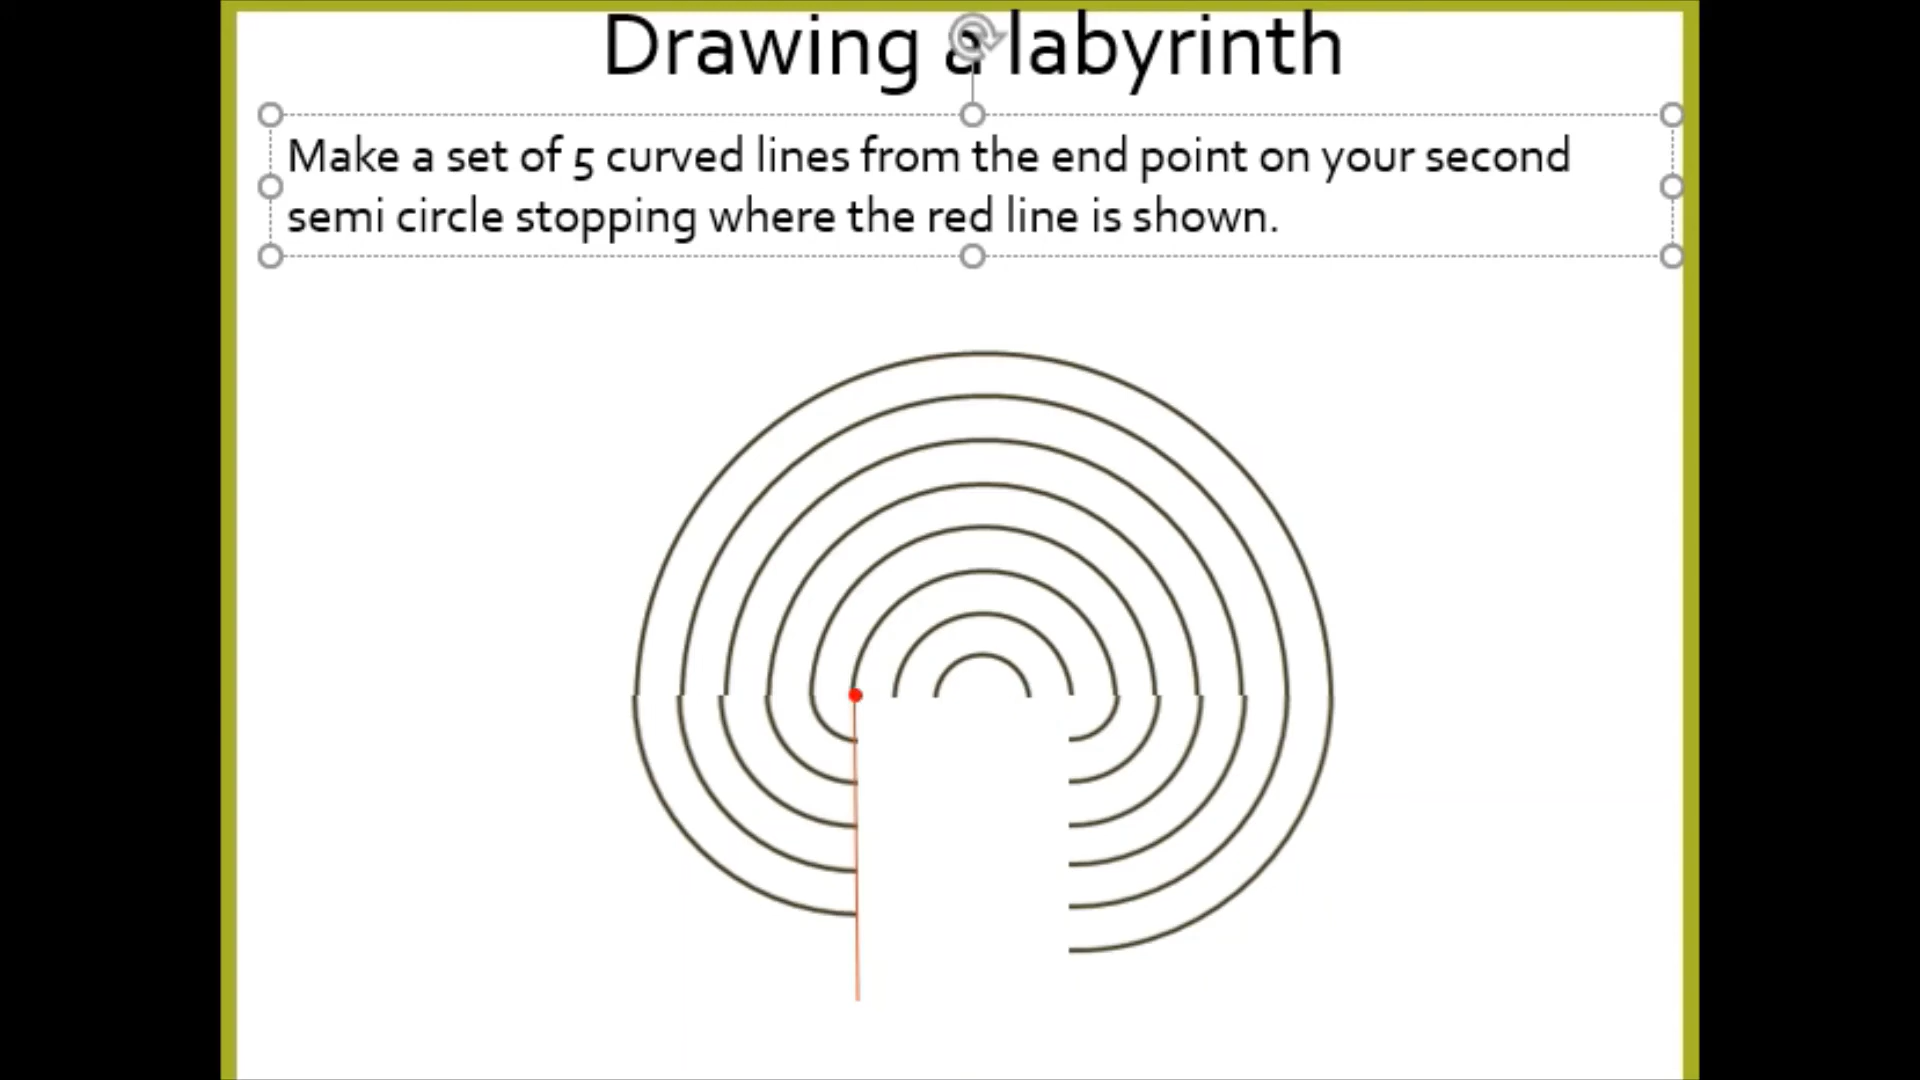 Drawing a labyrinth
Make a set of 5 curved lines from the end point on your second
semi circle stopping where the red line is shown.